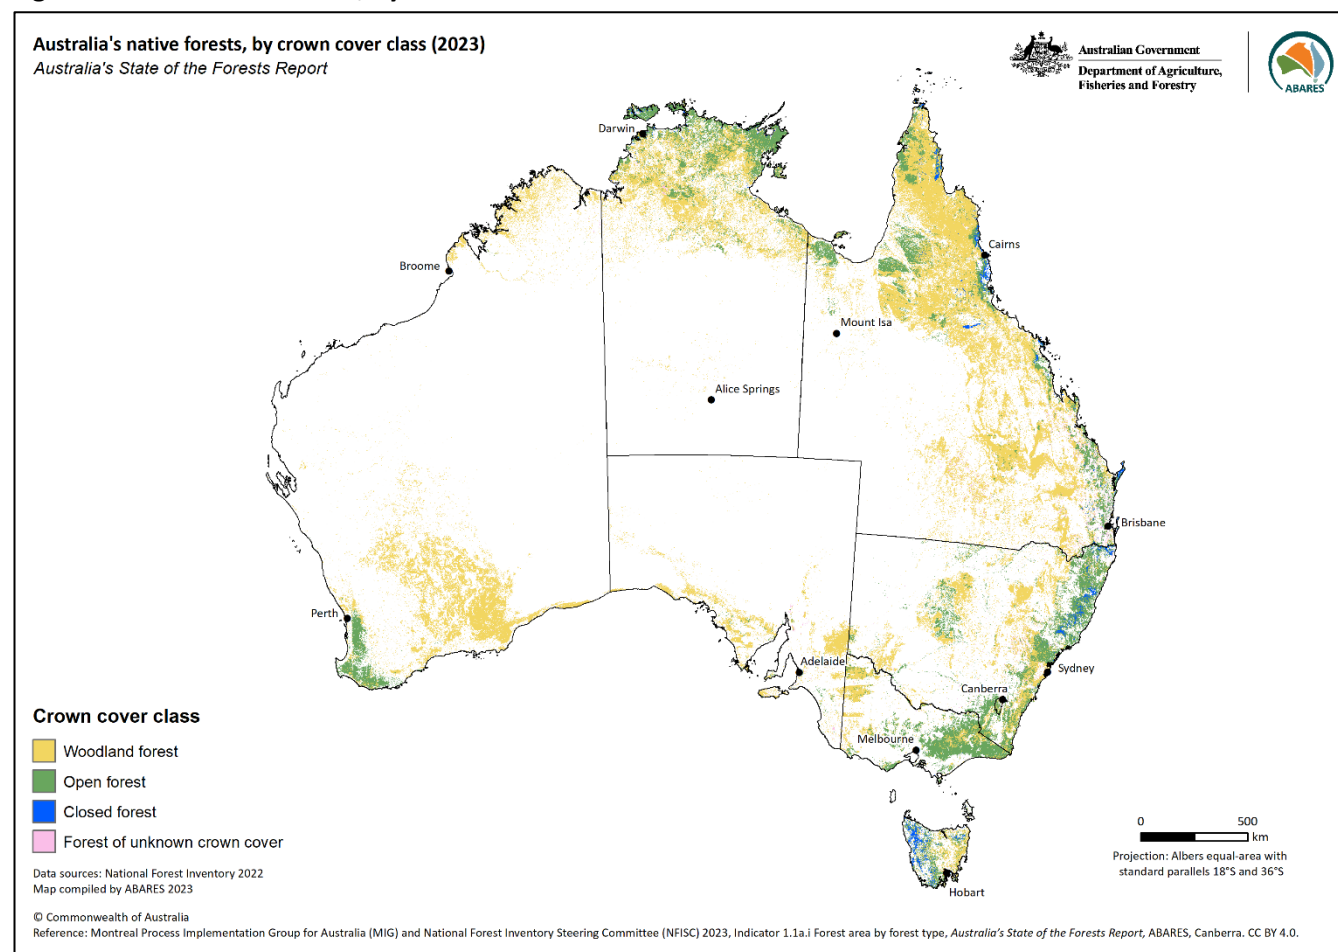 Australia's native forests, by crown cover class (2023)
Australia's State of the Forests Report
Australian Government
Department of Agriculture,
Fisheries and Forestry
ABARES
Darwin
Cairns
Broome
Mount Isa
Alice Springs
Brisbane
Perth
Adelaide
Sydney
Canberra
Melbourne
Hobart
Crown cover class
Woodland forest
Open forest
Closed forest
Forest of unknown crown cover
0 500
km
Projection: Albers equal-area with
standard parallels 18°S and 36°S
Data sources: National Forest Inventory 2022
Map compiled by ABARES 2023
© Commonwealth of Australia
Reference: Montreal Process Implementation Group for Australia (MIG) and National Forest Inventory Steering Committee (NFISC) 2023, Indicator 1.1a.i Forest area by forest type, Australia's State of the Forests Report, ABARES, Canberra. CC BY 4.0.